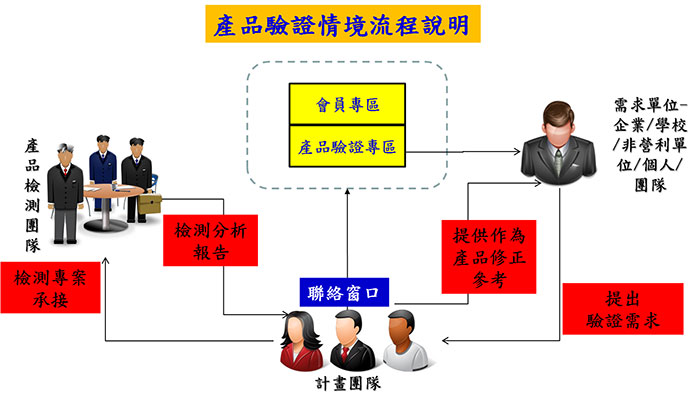 產品驗證情境流程說明
會員專區
產品驗證專區
需求單位-
企業/學校
/非營利單
位/個人/
團隊
產品檢測團隊
檢測分析
報告
提供作為
產品修正
參考
檢測專案
承接
聯絡窗口
提出
驗證需求
計畫團隊